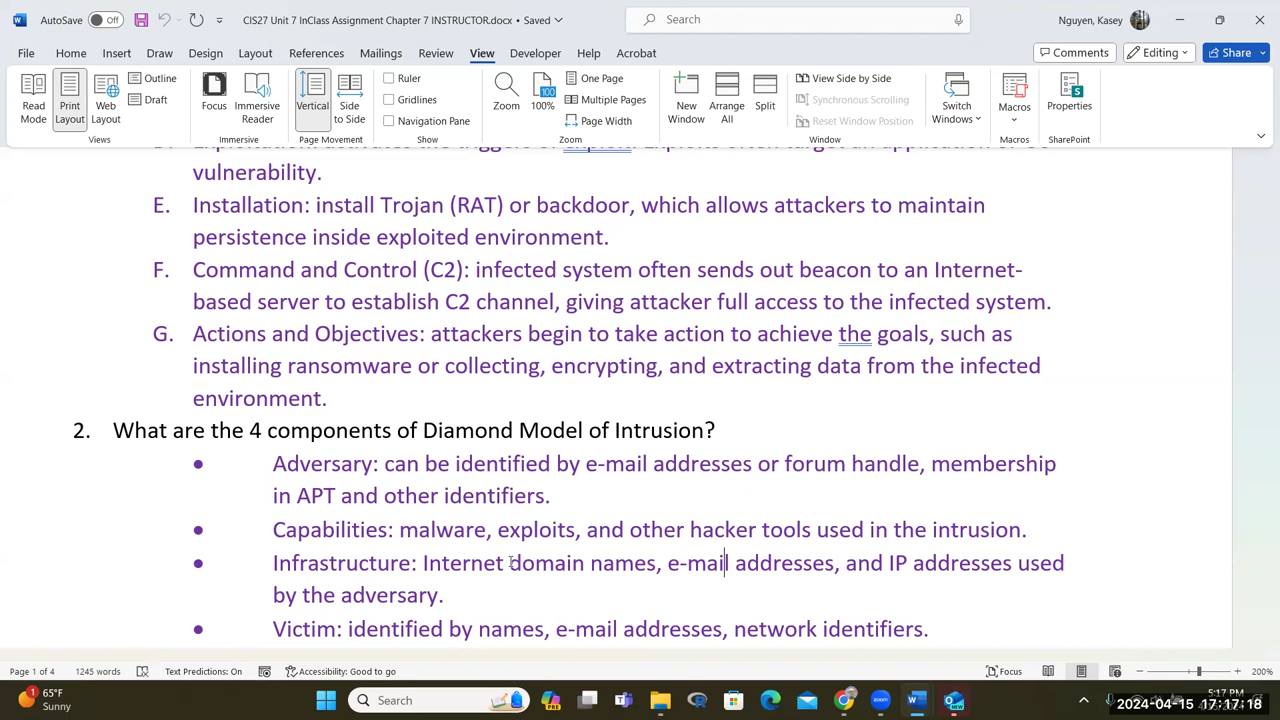 AutoSave Off CIS27 Unit 7 InClass Assignment Chapter 7 INSTRUCTOR.docx • Saved Search Nguyen, Kasey
File Home Insert Draw Design Layout References Mailings Review View Developer Help Acrobat Comments Editing Share
Read Mode Print Layout Web Layout Outline Draft Focus Immersive Reader Vertical Side to Side Ruler Gridlines Navigation Pane Zoom 100% One Page Multiple Pages Page Width New Window Arrange All Split View Side by Side Synchronous Scrolling Reset Window Position Switch Windows Macros Properties
Views Immersive Page Movement Show Zoom Window Macros SharePoint
vulnerability.
E. Installation: install Trojan (RAT) or backdoor, which allows attackers to maintain
persistence inside exploited environment.
F. Command and Control (C2): infected system often sends out beacon to an Internet-
based server to establish C2 channel, giving attacker full access to the infected system.
G. Actions and Objectives: attackers begin to take action to achieve the goals, such as
installing ransomware or collecting, encrypting, and extracting data from the infected
environment.
2. What are the 4 components of Diamond Model of Intrusion?
• Adversary: can be identified by e-mail addresses or forum handle, membership
in APT and other identifiers.
• Capabilities: malware, exploits, and other hacker tools used in the intrusion.
• Infrastructure: Internet domain names, e-mail addresses, and IP addresses used
by the adversary.
• Victim: identified by names, e-mail addresses, network identifiers.
Page 1 of 4 1245 words Text Predictions: On Accessibility: Good to go Focus 200%
1 65°F Sunny Search PRE zoom NEW 5:17 PM
2024-04-15 17:17:18